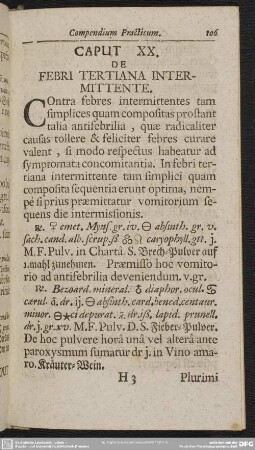 Compendium Practicum. 106
CAPUT XX.
DE
FEBRI TERTIANA INTER-
MITTENTE.
COntra febres intermittentes tam
simplices quam compositas prostant
talia antifebrilia, quæ radicaliter
causas tollere & feliciter febres curare
valent, si modo respectus habeatur ad
symptomata concomitantia. In febri ter-
tiana intermittente tam simplici quam
composita sequentia erunt optima, nem-
pè si prius præmittatur vomitorium se-
quens die intermissionis.
℞. emet. Myns. gr. iv. absinth. gr. v.
sach. cand. alb. scrup. ß caryophyll. gtt. j.
M.F. Pulv. in Chartâ S. Brech-Pulver auf
1. mahl zunehmen. Præmisso hoc vomito-
rio ad antifebrilia deveniendum. v.gr.
℞. Bezoard. mineral. ♁ diaphor. ocul. ♋
carul. dr. ij. absinth. card. bened. centaur.
minor. depurat. dr. iß, lapid. prunell.
dr. j. gr. xv. M.F. Pulv. D.S. Fieber-Pulver.
De hoc pulvere horâ unâ vel alterâ ante
paroxysmum sumatur dr j. in Vino ama-
ro. Kräuter-Wein.
H 3 Plurimi